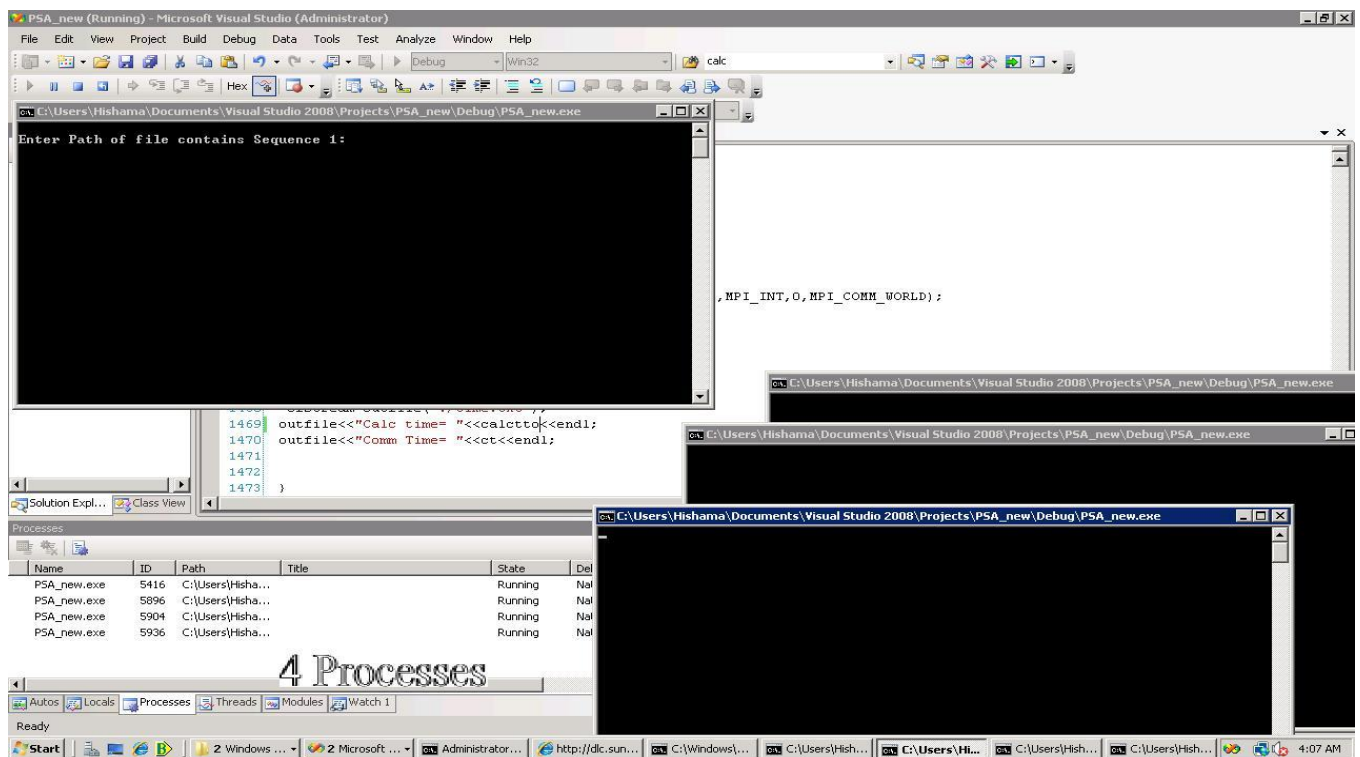 PSA_new (Running) - Microsoft Visual Studio (Administrator)
File Edit View Project Build Debug Data Tools Test Analyze Window Help
Debug Win32 calc
Hex
C:\Users\Hishama\Documents\Visual Studio 2008\Projects\PSA_new\Debug\PSA_new.exe
Enter Path of file contains Sequence 1:
,MPI_INT,0,MPI_COMM_WORLD);
C:\Users\Hishama\Documents\Visual Studio 2008\Projects\PSA_new\Debug\PSA_new.exe
1469 outfile<<"Calc time= "<<calctto<<endl;
C:\Users\Hishama\Documents\Visual Studio 2008\Projects\PSA_new\Debug\PSA_new.exe
1470 outfile<<"Comm Time= "<<ct<<endl;
1471
1472
1473 }
Solution Expl... Class View
C:\Users\Hishama\Documents\Visual Studio 2008\Projects\PSA_new\Debug\PSA_new.exe
Processes
Name ID Path Title State
PSA_new.exe 5416 C:\Users\Hisha... Running
PSA_new.exe 5896 C:\Users\Hisha... Running
PSA_new.exe 5904 C:\Users\Hisha... Running
PSA_new.exe 5936 C:\Users\Hisha... Running
4 Processes
Autos Locals Processes Threads Modules Watch 1
Ready
Start 2 Windows ... 2 Microsoft ... Administrator... http://dlc.sun... C:\Windows\... C:\Users\Hish... C:\Users\Hi... C:\Users\Hish... C:\Users\Hish... 4:07 AM